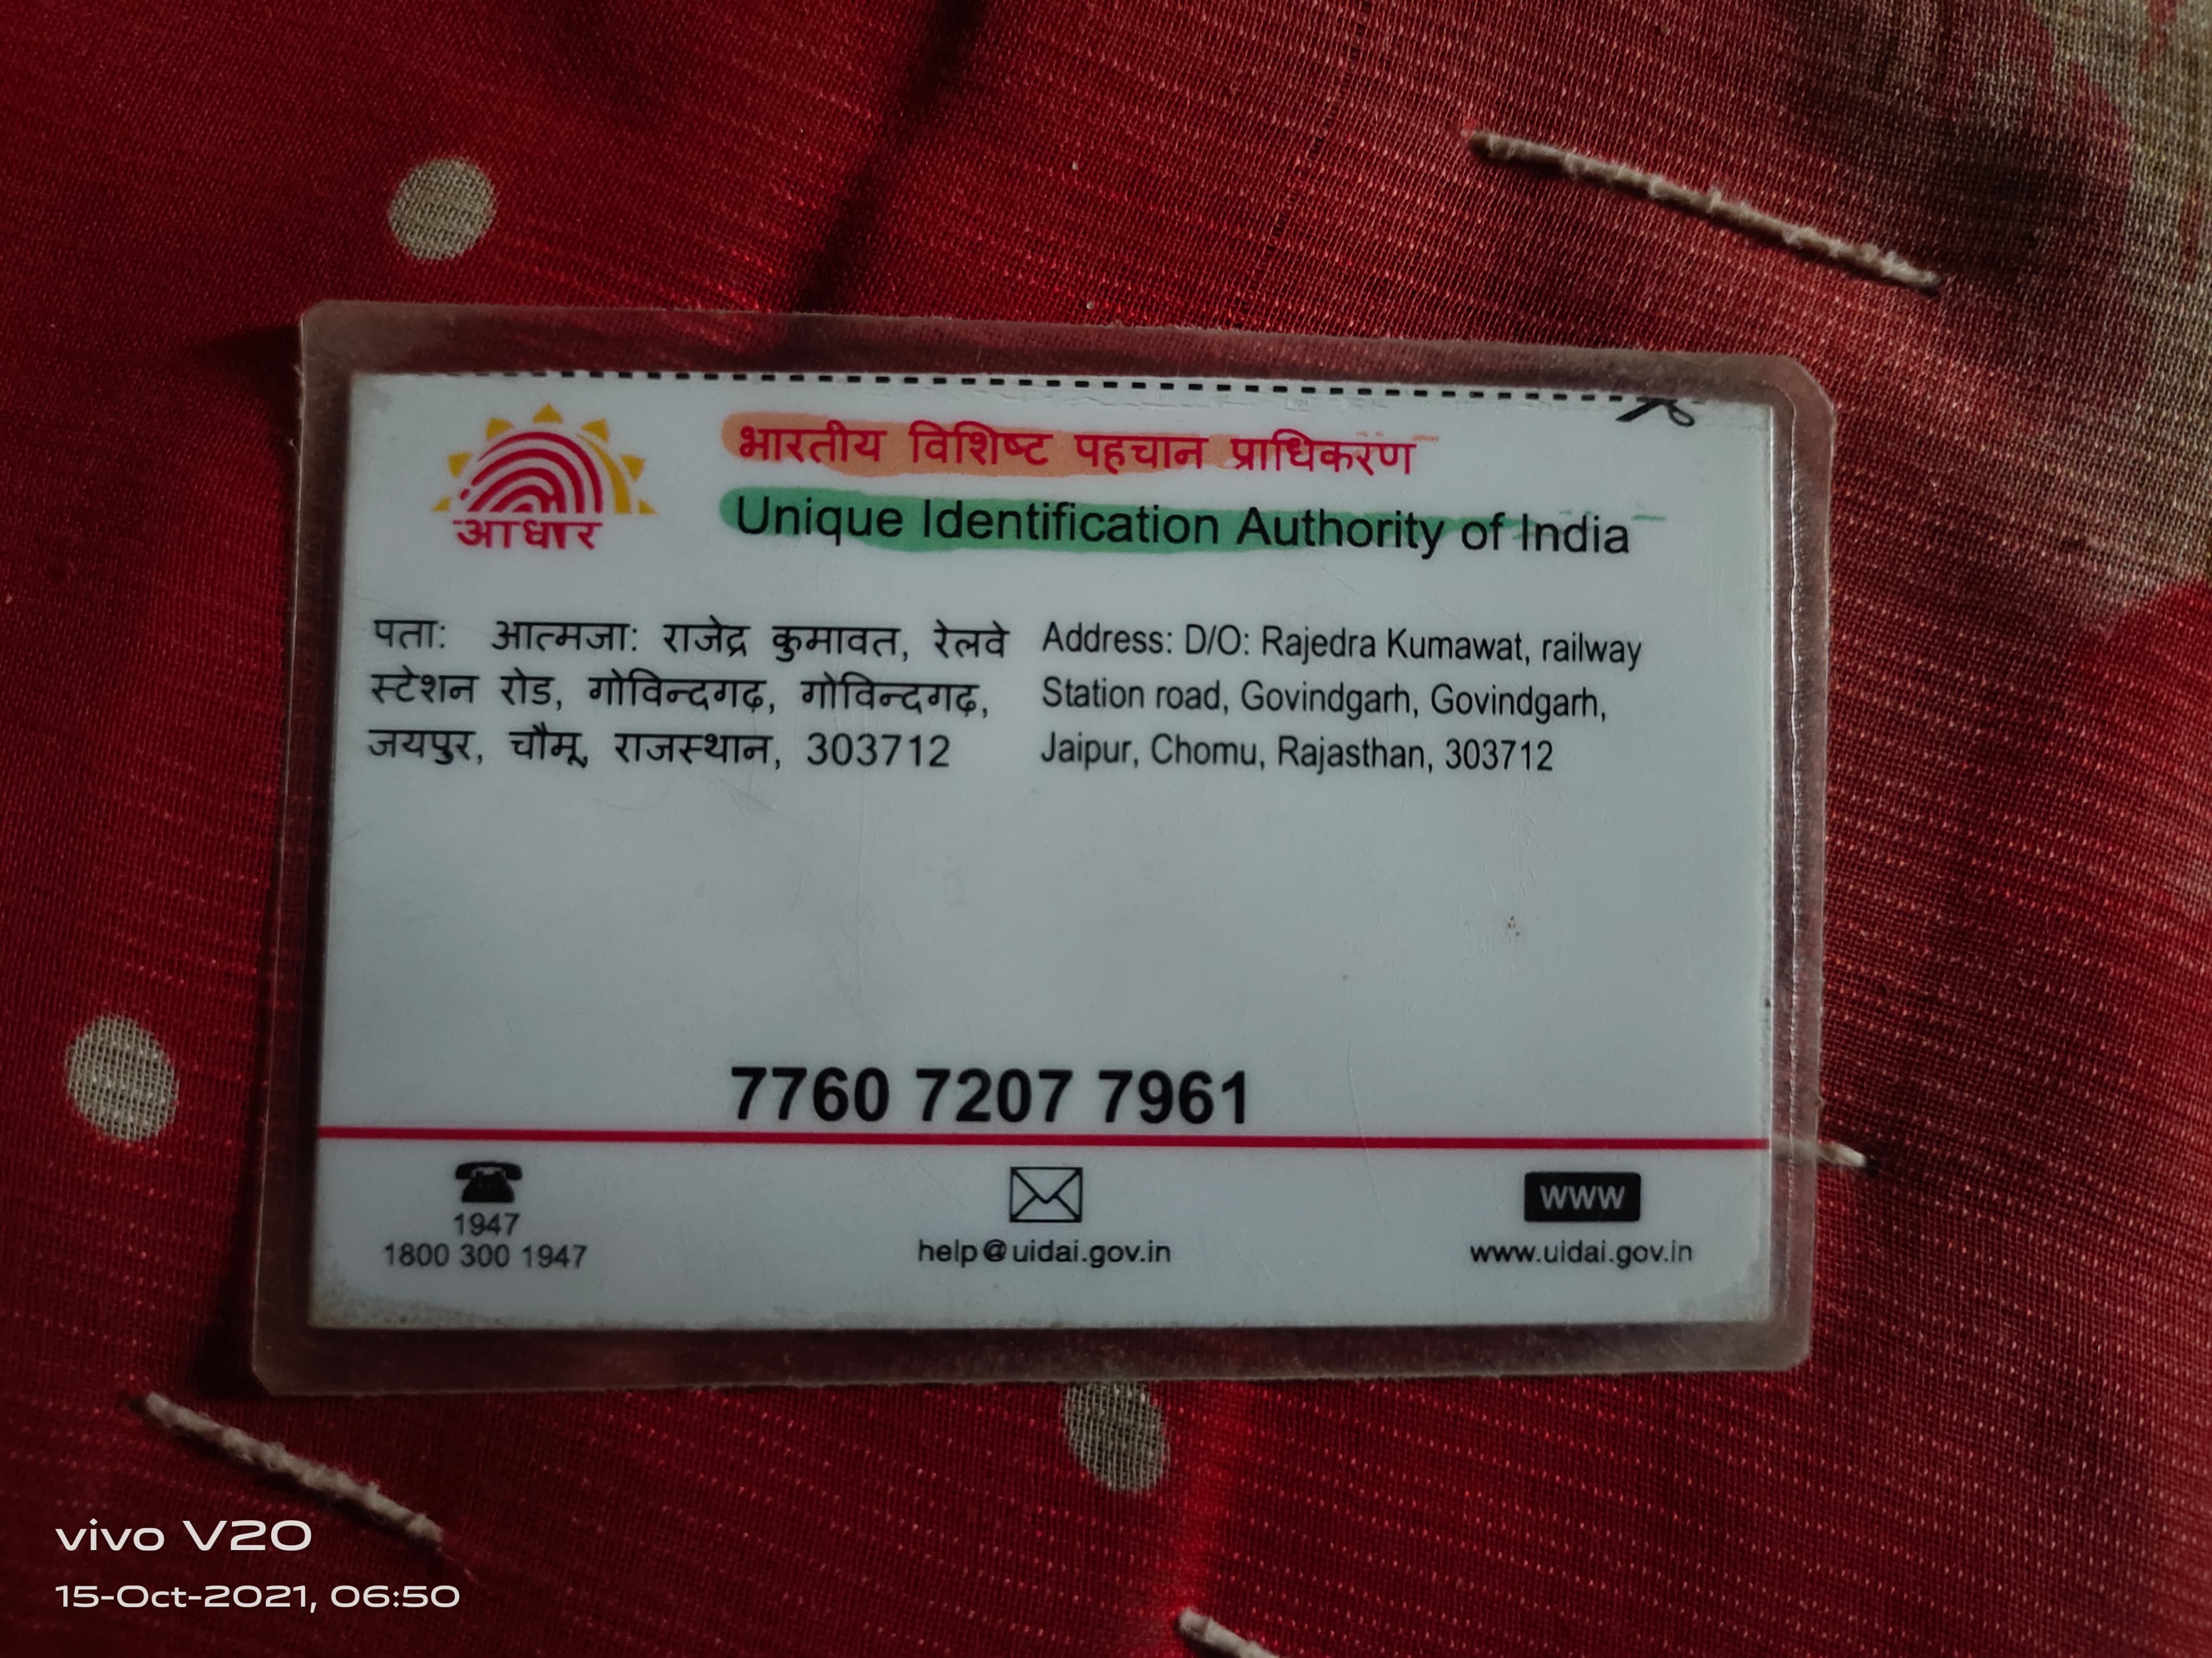 भारतीय विशिष्ट पहचान प्राधिकरण
Unique Identification Authority of India
आधार
पता: आत्मजा: राजेद्र कुमावत, रेलवे
स्टेशन रोड, गोविन्दगढ़, गोविन्दगढ़,
जयपुर, चौमू, राजस्थान, 303712
Address: D/O: Rajedra Kumawat, railway
Station road, Govindgarh, Govindgarh,
Jaipur, Chomu, Rajasthan, 303712
7760 7207 7961
1947
1800 300 1947
help@uidai.gov.in
www
www.uidai.gov.in
vivo V20
15-Oct-2021, 06:50